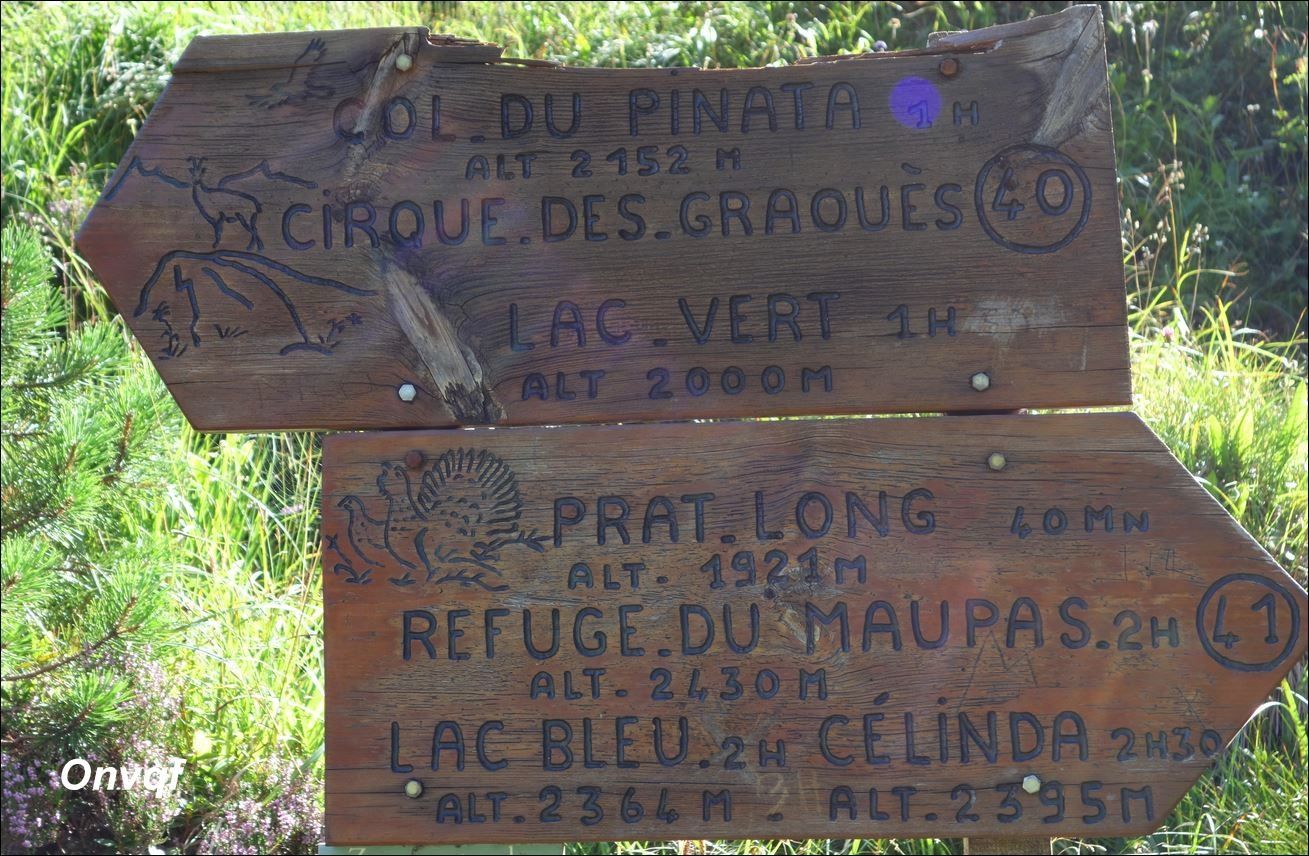 COL_DU PINATA 1H
ALT 2152 M
CIRQUE_DES_GRAOUÈS 40
LAC_VERT 1H
ALT 2000M
PRAT_LONG 40MN
ALT. 1921M
REFUGE_DU MAUPAS.2H 41
ALT. 2430M
LAC BLEU.2H CÉLINDA 2H30
ALT.2364M - ALT.2395M
Onvqf